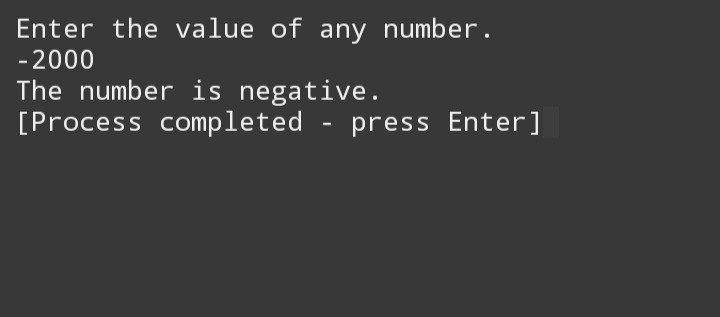 Enter the value of any number.
-2000
The number is negative.
[Process completed - press Enter]